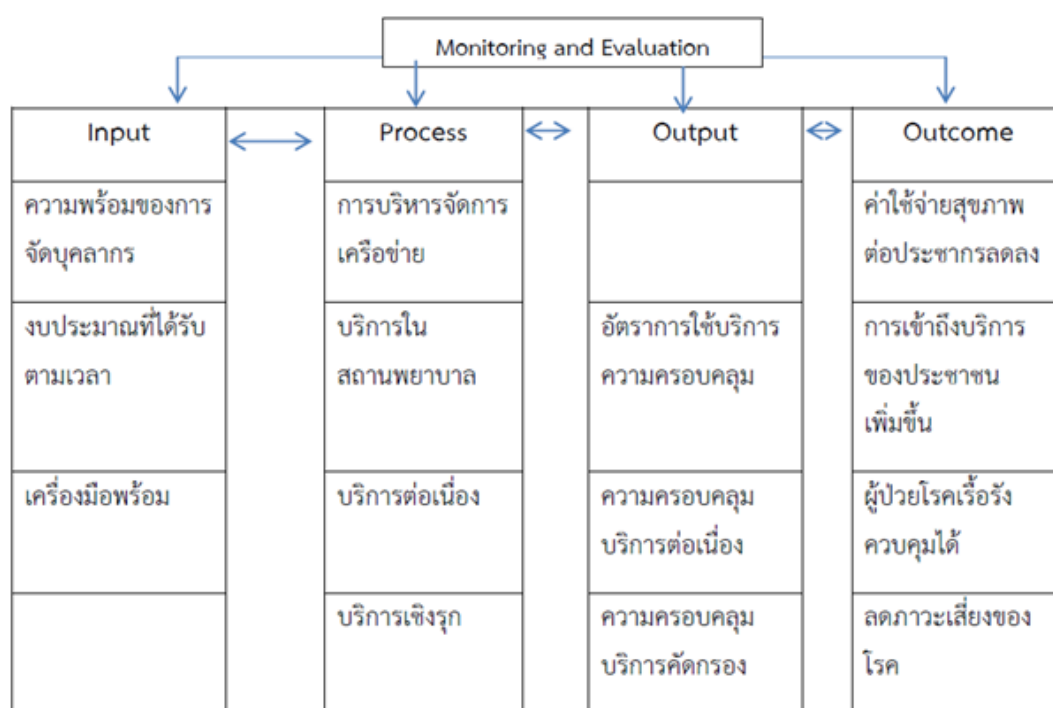 Monitoring and Evaluation
Input
Process
Output
Outcome
ความพร้อมของการ
จัดบุคลากร
การบริหารจัดการ
เครือข่าย
ค่าใช้จ่ายสุขภาพ
ต่อประชากรลดลง
งบประมาณที่ได้รับ
ตามเวลา
บริการใน
สถานพยาบาล
อัตราการใช้บริการ
ความครอบคลุม
การเข้าถึงบริการ
ของประชาชน
เพิ่มขึ้น
เครื่องมือพร้อม
บริการต่อเนื่อง
ความครอบคลุม
บริการต่อเนื่อง
ผู้ป่วยโรคเรื้อรัง
ควบคุมได้
บริการเชิงรุก
ความครอบคลุม
บริการคัดกรอง
ลดภาวะเสี่ยงของ
โรค